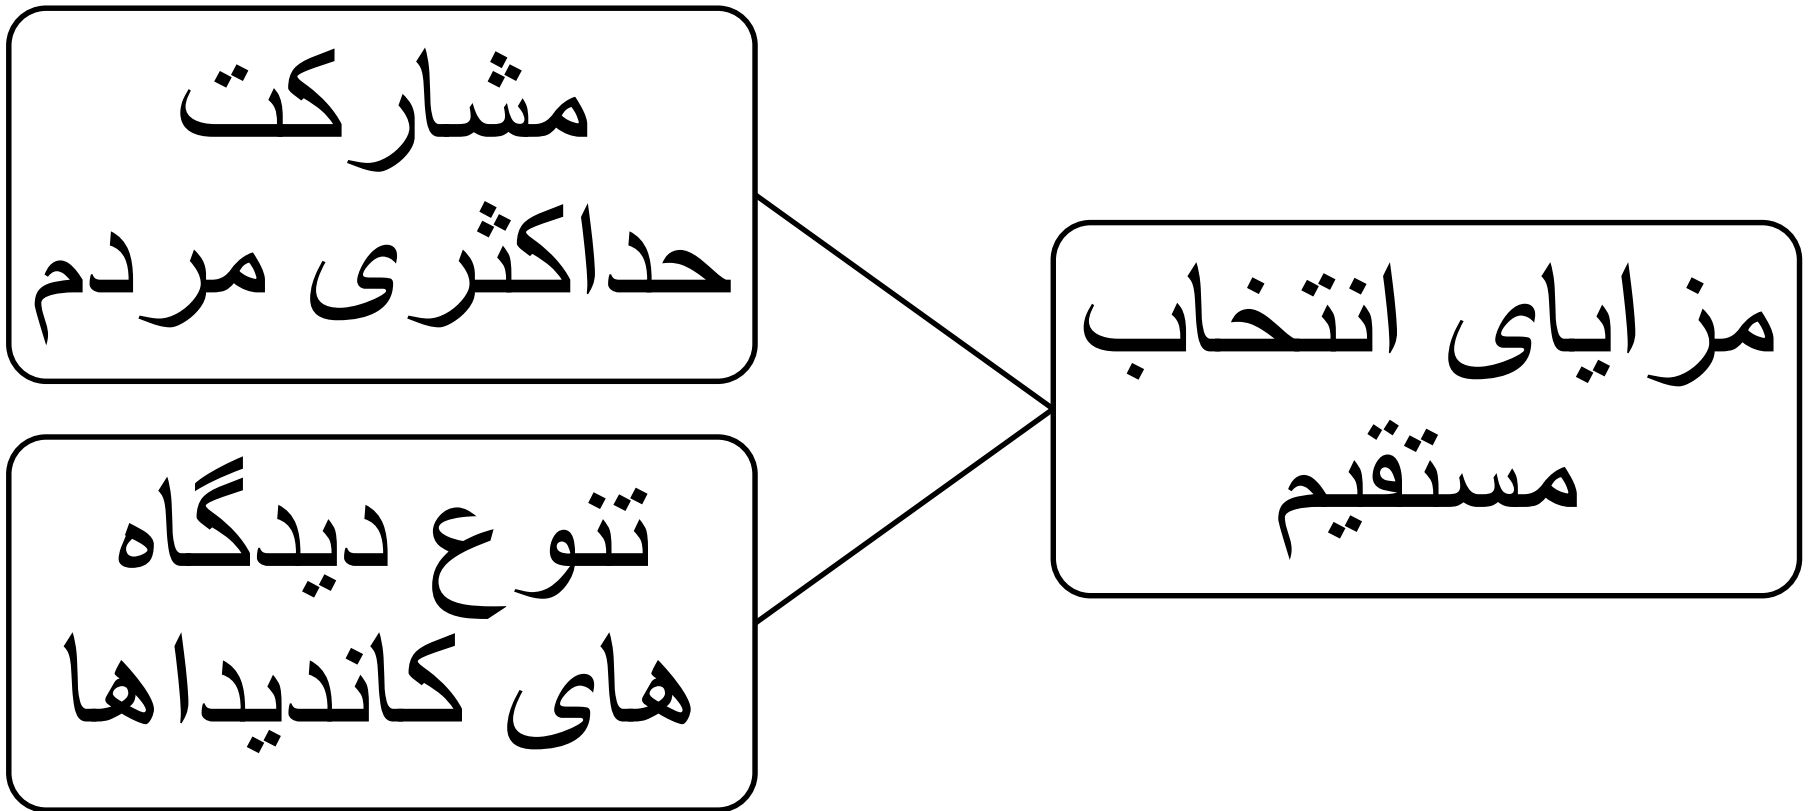 مزایای انتخاب
مستقیم
مشارکت
حداکثری مردم
تنوع دیدگاه
های کاندیداها